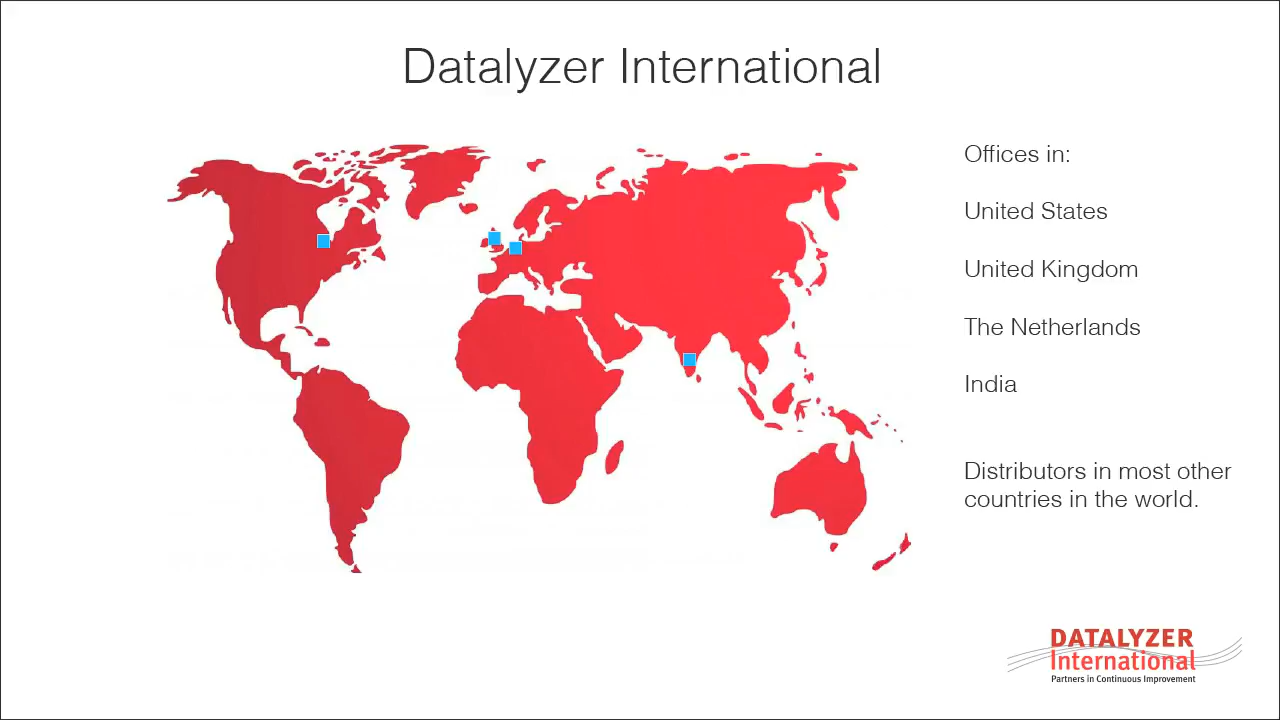 Datalyzer International
Offices in:
United States
United Kingdom
The Netherlands
India
Distributors in most other
countries in the world.
DATALYZER
International
Partners in Continuous Improvement